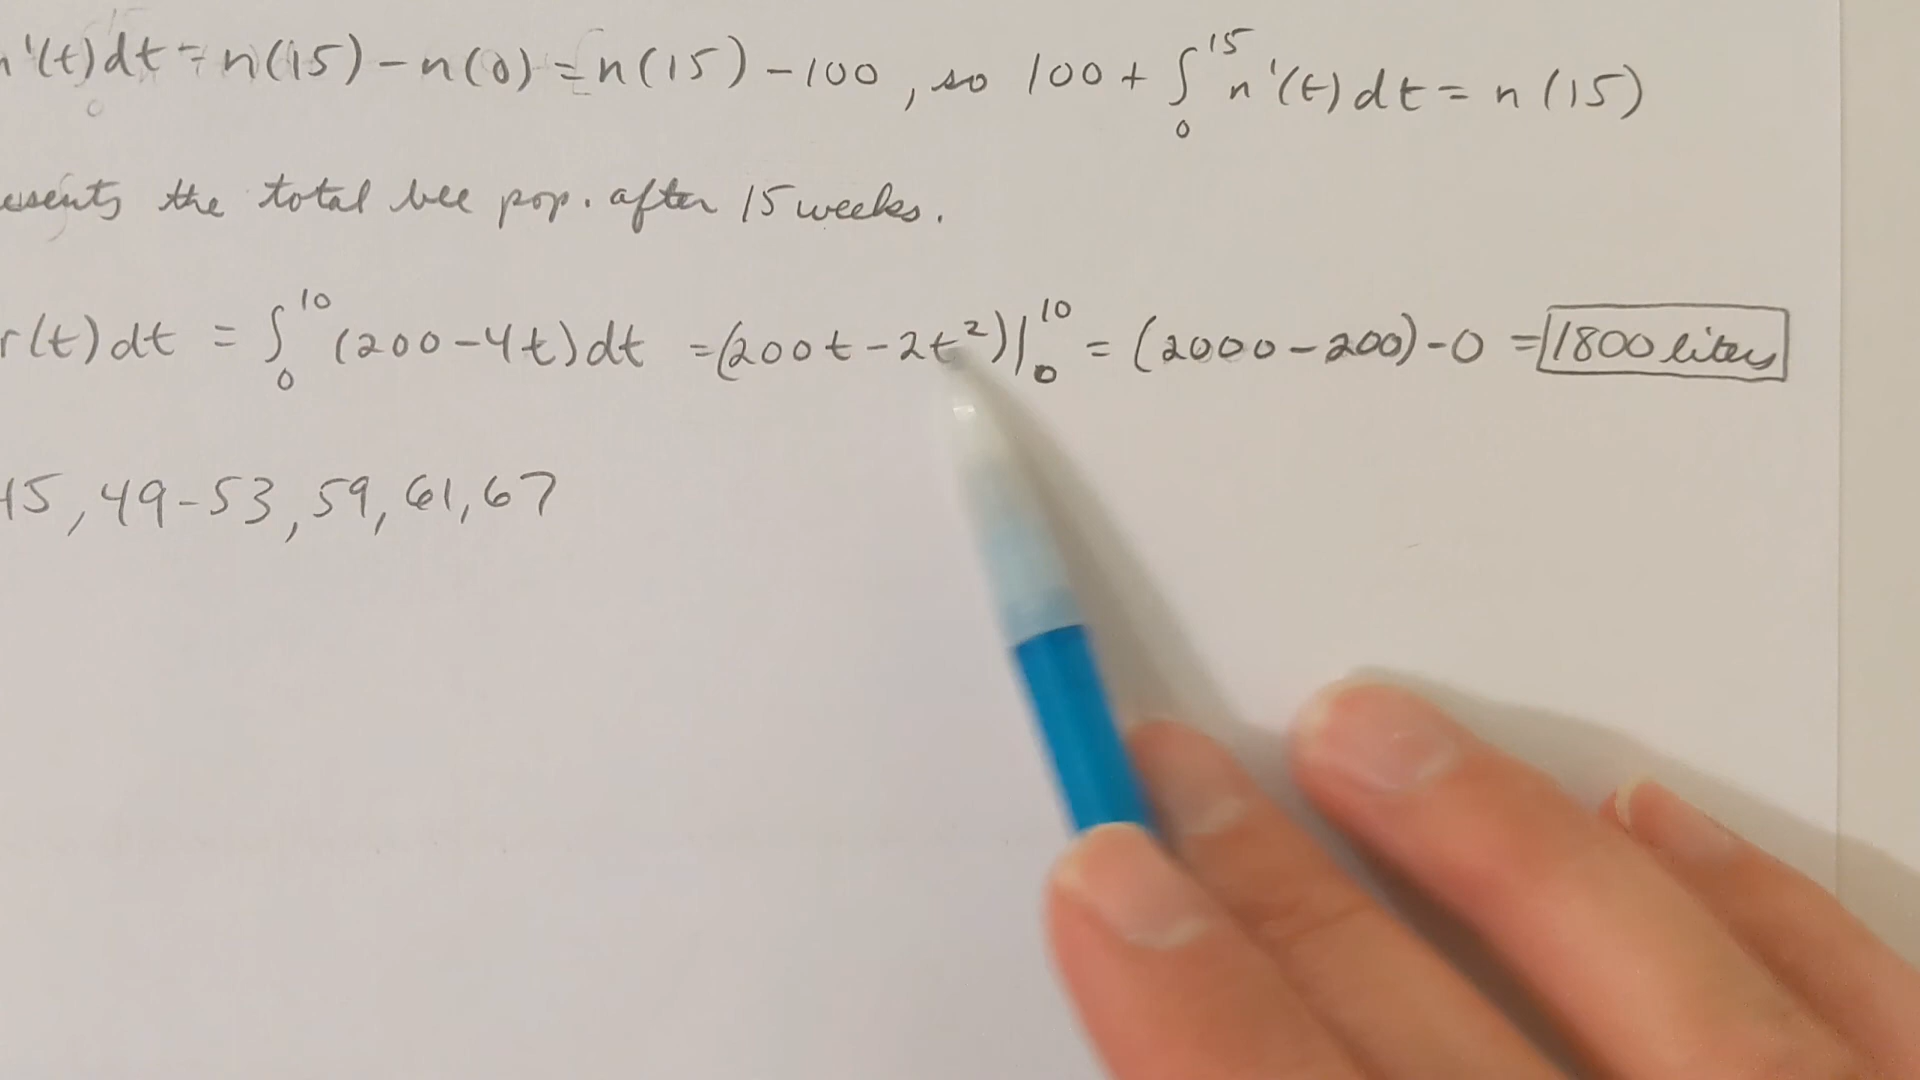 n'(t)dt = n(15) - n(0) = n(15) - 100, so 100 + ∫₀¹⁵ n'(t)dt = n(15)
esents the total bee pop. after 15 weeks.
r(t)dt = ∫₀¹⁰ (200-4t)dt = (200t - 2t²)|₀¹⁰ = (2000-200)-0 = 1800 liters
45, 49-53, 59, 61, 67